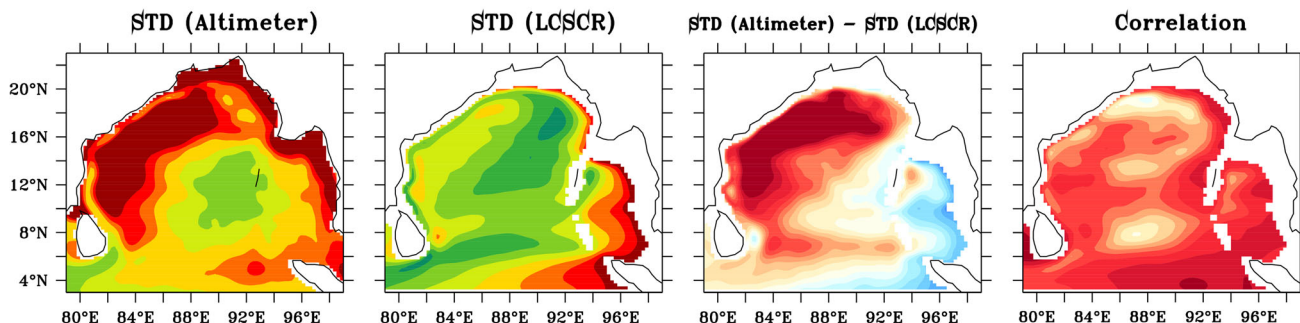 STD (Altimeter)
STD (LCSCR)
STD (Altimeter) − STD (LCSCR)
Correlation
20°N
16°N
12°N
8°N
4°N
80°E 84°E 88°E 92°E 96°E
80°E 84°E 88°E 92°E 96°E
80°E 84°E 88°E 92°E 96°E
80°E 84°E 88°E 92°E 96°E